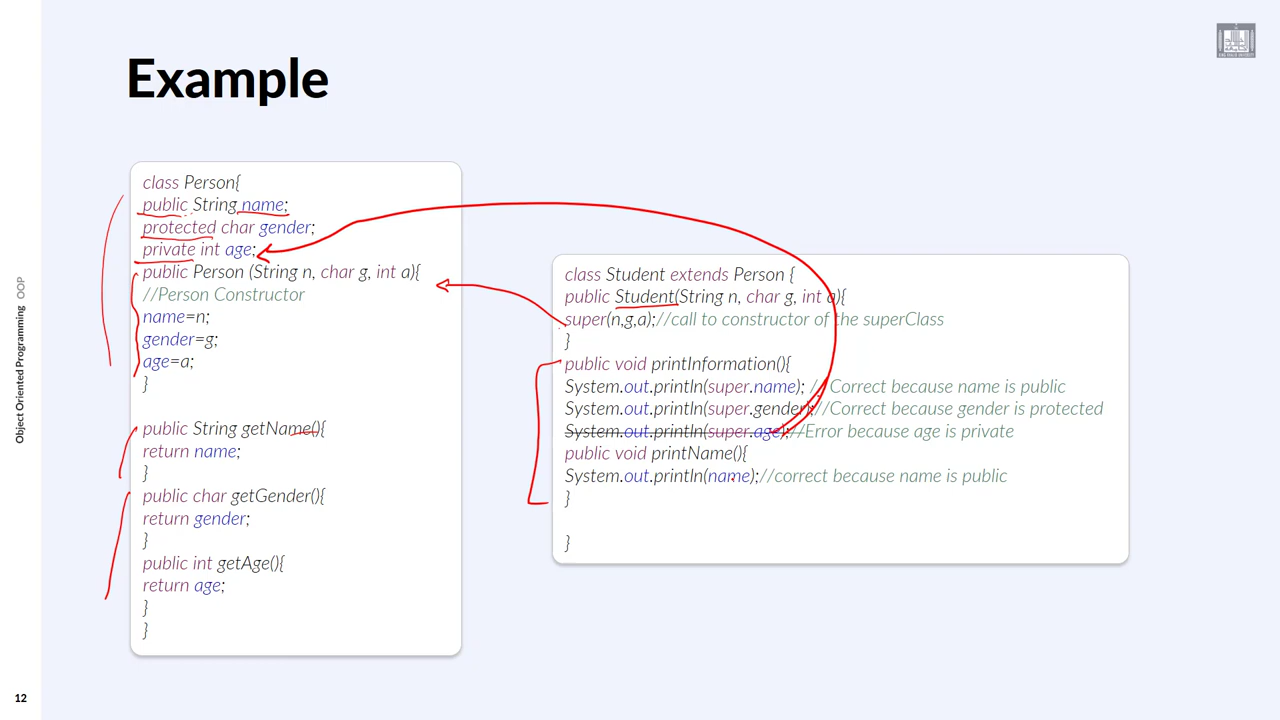 Example
class Person{
public String name;
protected char gender;
private int age;
public Person (String n, char g, int a){
//Person Constructor
name=n;
gender=g;
age=a;
}
public String getName(){
return name;
}
public char getGender(){
return gender;
}
public int getAge(){
return age;
}
}
class Student extends Person {
public Student(String n, char g, int a){
super(n,g,a);//call to constructor of the superClass
}
public void printInformation(){
System.out.println(super.name); // Correct because name is public
System.out.println(super.gender);//Correct because gender is protected
System.out.println(super.age);//Error because age is private
public void printName(){
System.out.println(name);//correct because name is public
}
}
Object Oriented Programming OOP
12